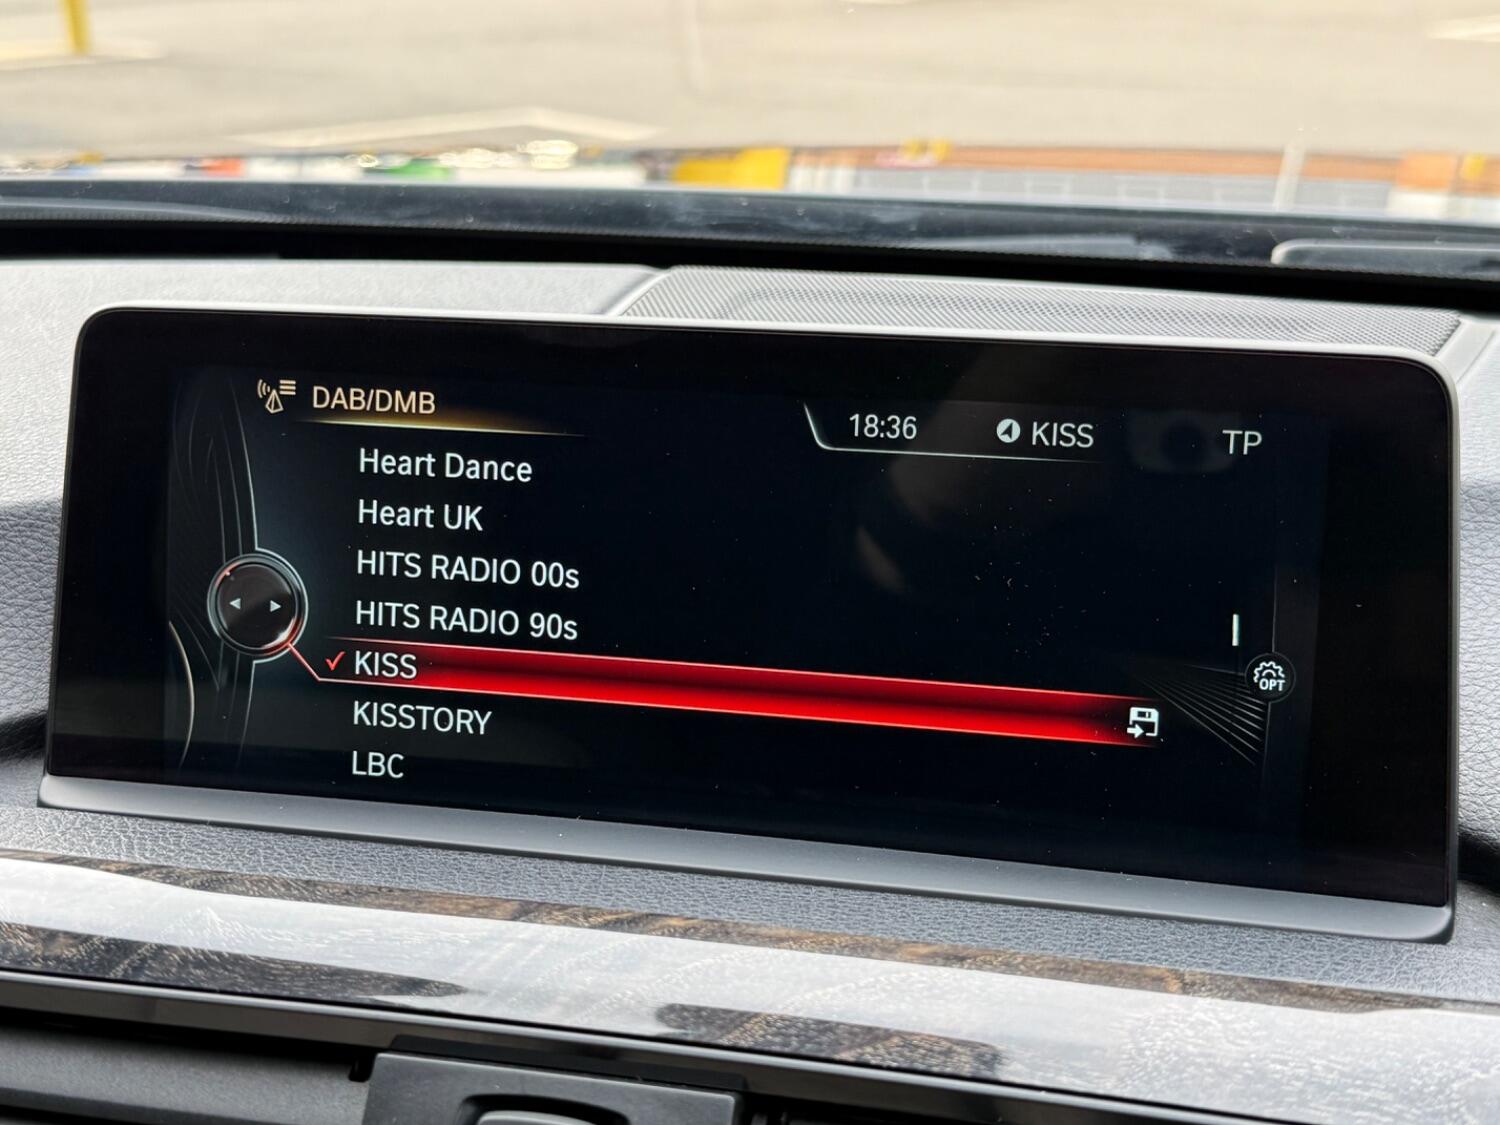 DAB/DMB
18:36
KISS
TP
Heart Dance
Heart UK
HITS RADIO 00s
HITS RADIO 90s
KISS
KISSTORY
LBC
OPT